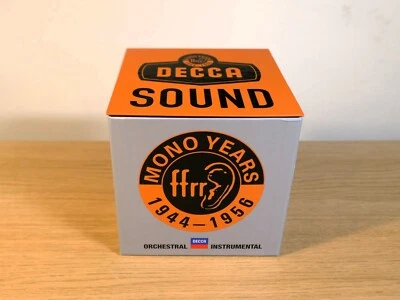 DECCA
SOUND
MONO YEARS
ffrr
1944–1956
ORCHESTRAL DECCA INSTRUMENTAL